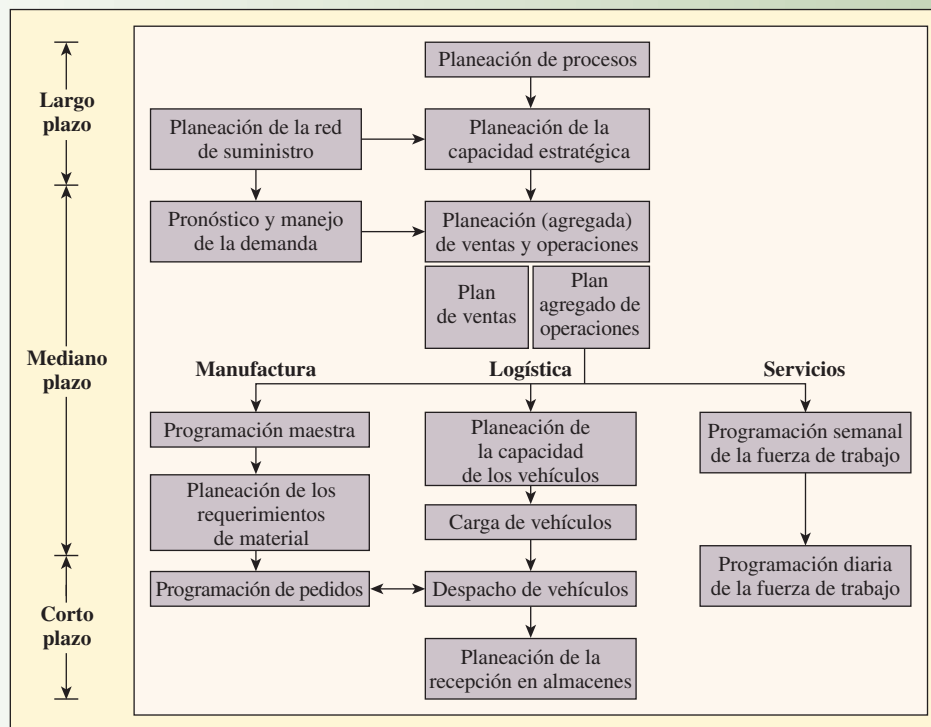 Planeación de procesos
Largo
plazo
Planeación de la red
de suministro
Planeación de la
capacidad estratégica
Pronóstico y manejo
de la demanda
Planeación (agregada)
de ventas y operaciones
Plan
de ventas
Plan
agregado de
operaciones
Mediano
plazo
Manufactura
Logística
Servicios
Programación maestra
Planeación de
la capacidad
de los vehículos
Programación semanal
de la fuerza de trabajo
Planeación de los
requerimientos
de material
Carga de vehículos
Corto
plazo
Programación de pedidos
Despacho de vehículos
Programación diaria
de la fuerza de trabajo
Planeación de la
recepción en almacenes